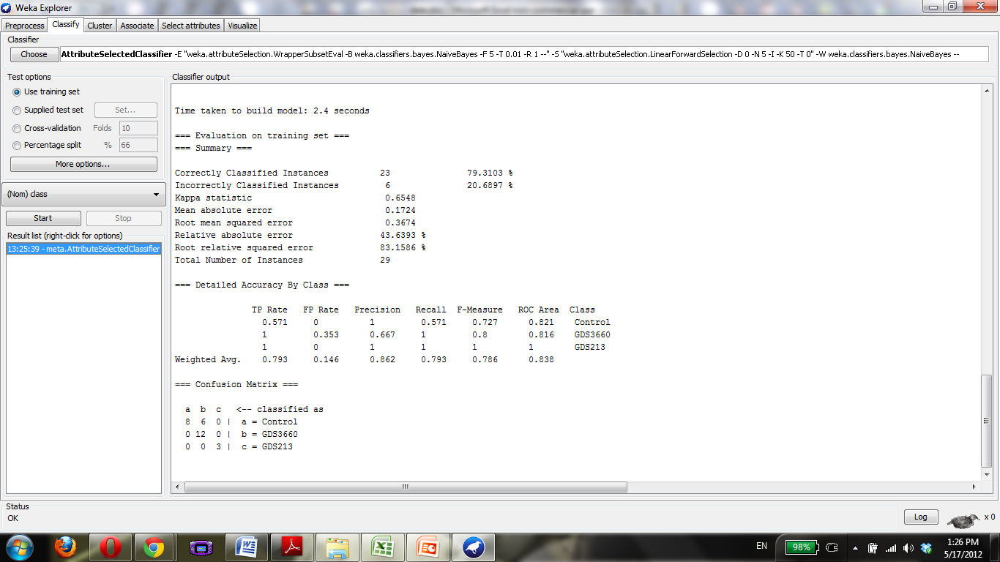 Weka Explorer
Preprocess Classify Cluster Associate Select attributes Visualize
Classifier
Choose AttributeSelectedClassifier -E "weka.attributeSelection.WrapperSubsetEval -B weka.classifiers.bayes.NaiveBayes -F 5 -T 0.01 -R 1 --" -S "weka.attributeSelection.LinearForwardSelection -D 0 -N 5 -I -K 50 -T 0" -W weka.classifiers.bayes.NaiveBayes --
Test options
Use training set
Supplied test set Set...
Cross-validation Folds 10
Percentage split % 66
More options...
(Nom) class
Start Stop
Result list (right-click for options)
13:25:39 - meta.AttributeSelectedClassifier
Classifier output
Time taken to build model: 2.4 seconds
=== Evaluation on training set ===
=== Summary ===
Correctly Classified Instances 23 79.3103 %
Incorrectly Classified Instances 6 20.6897 %
Kappa statistic 0.6548
Mean absolute error 0.1724
Root mean squared error 0.3674
Relative absolute error 43.6393 %
Root relative squared error 83.1586 %
Total Number of Instances 29
=== Detailed Accuracy By Class ===
TP Rate FP Rate Precision Recall F-Measure ROC Area Class
0.571 0 1 0.571 0.727 0.821 Control
1 0.353 0.667 1 0.8 0.816 GDS3660
1 0 1 1 1 1 GDS213
Weighted Avg. 0.793 0.146 0.862 0.793 0.786 0.838
=== Confusion Matrix ===
a b c <-- classified as
8 6 0 | a = Control
0 12 0 | b = GDS3660
0 0 3 | c = GDS213
Status
OK
Log x 0
EN 98% 1:26 PM
5/17/2012